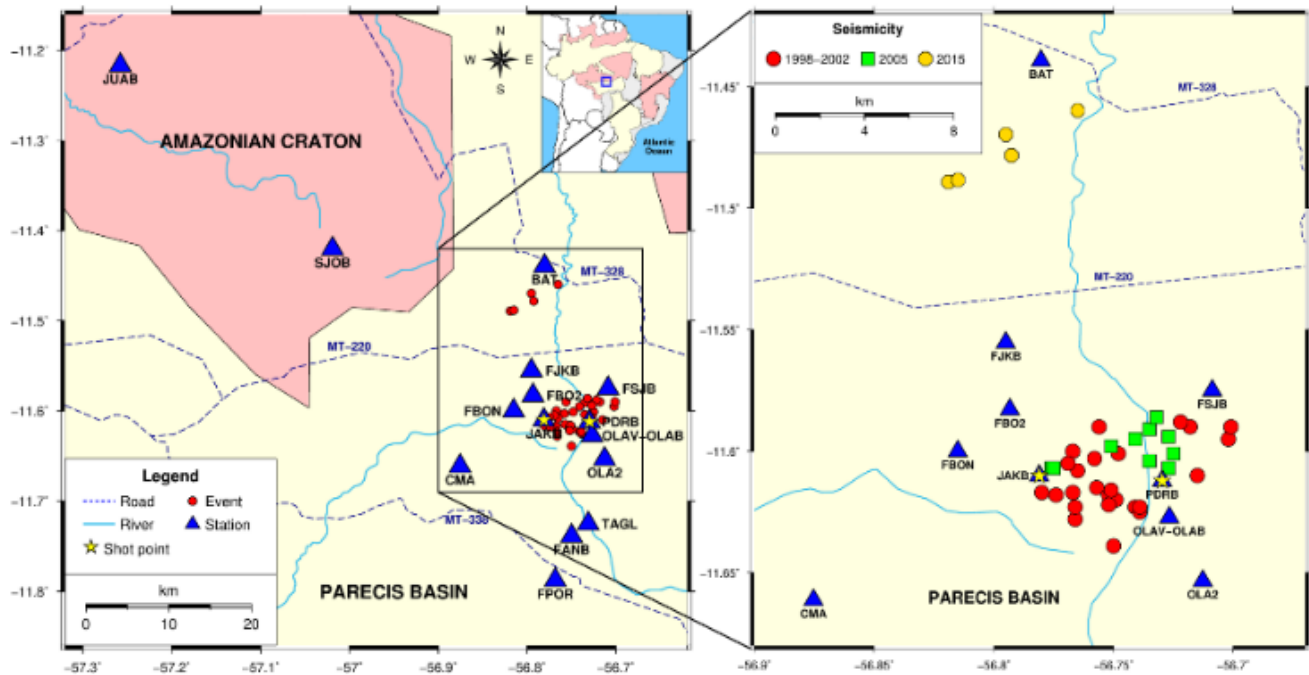 N
W E
S
Atlantic
Ocean
JUAB
AMAZONIAN CRATON
SJOB
BAT
MT-328
MT-220
FJKB
FBO2
FSJB
FBON
PDRB
JAKB
OLAV-OLAB
CMA
OLA2
TAGL
MT-338
FANB
PARECIS BASIN
FPOR
Legend
Road Event
River Station
Shot point
km
0 10 20
-11.2
-11.3
-11.4
-11.5
-11.6
-11.7
-11.8
-57.3 -57.2 -57.1 -57 -56.9 -56.8 -56.7
Seismicity
1998-2002 2005 2015
km
0 4 8
BAT
MT-328
MT-220
FJKB
FSJB
FBO2
FBON
JAKB
PDRB
OLAV-OLAB
OLA2
CMA
PARECIS BASIN
-11.45
-11.5
-11.55
-11.6
-11.65
-56.9 -56.85 -56.8 -56.75 -56.7